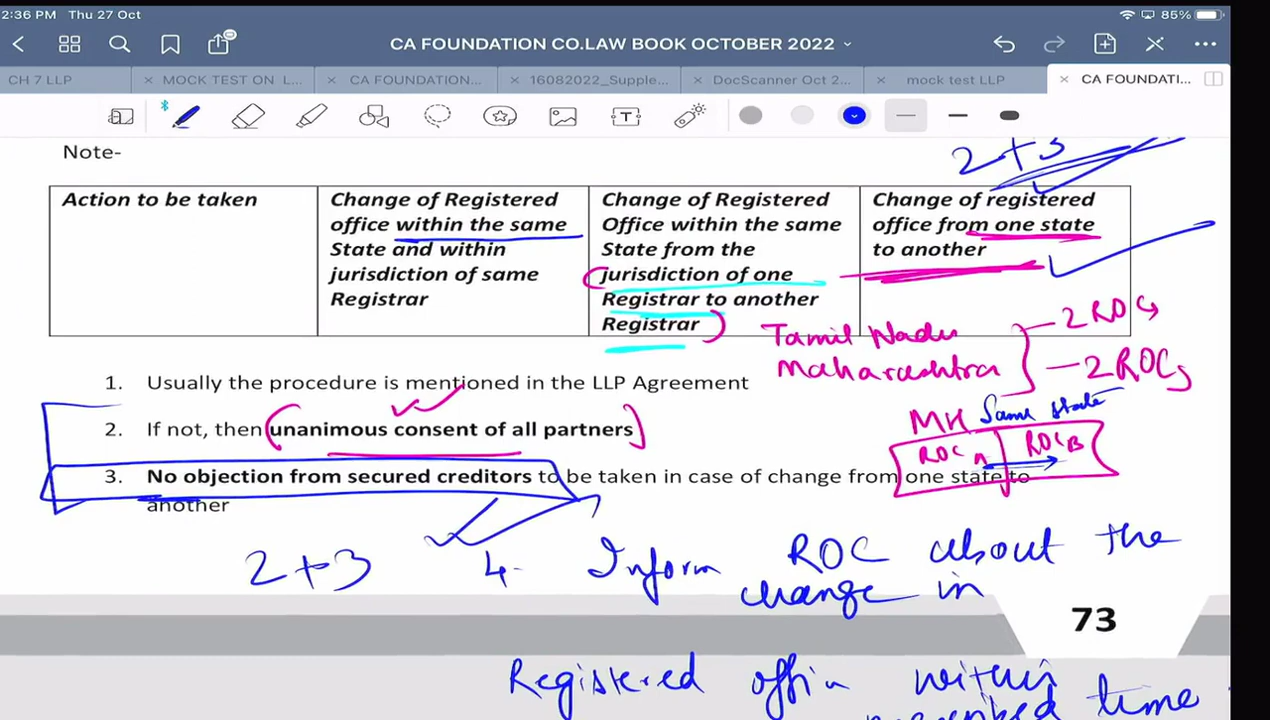 2:36 PM Thu 27 Oct 85%
CA FOUNDATION CO.LAW BOOK OCTOBER 2022
CH 7 LLP
MOCK TEST ON L...
CA FOUNDATION...
16082022_Supple...
DocScanner Oct 2...
mock test LLP
CA FOUNDATI...
Note-
2+3
Action to be taken
Change of Registered
office within the same
State and within
jurisdiction of same
Registrar
Change of Registered
Office within the same
State from the
jurisdiction of one
Registrar to another
Registrar
Change of registered
office from one state
to another
Tamil Nadu
Maharashtra
2 ROCs
2 ROCs
1. Usually the procedure is mentioned in the LLP Agreement
MH Same state
ROC A ROC B
2. If not, then unanimous consent of all partners
3. No objection from secured creditors to be taken in case of change from one state to
another
2+3
4. Inform ROC about the
change in
73
Registered office within
time